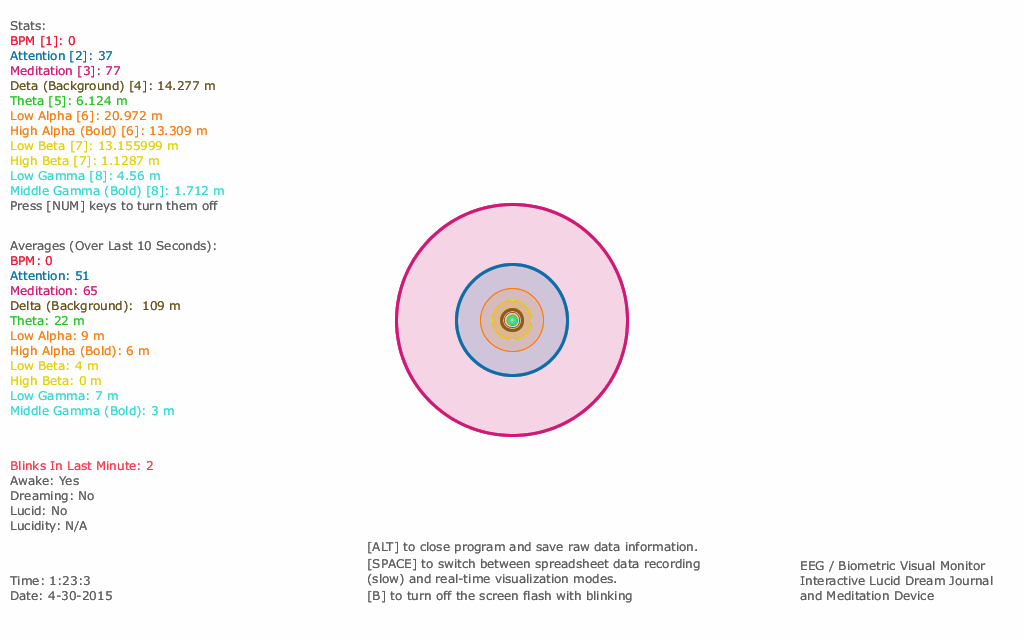 Stats:
BPM [1]: 0
Attention [2]: 37
Meditation [3]: 77
Deta (Background) [4]: 14.277 m
Theta [5]: 6.124 m
Low Alpha [6]: 20.972 m
High Alpha (Bold) [6]: 13.309 m
Low Beta [7]: 13.155999 m
High Beta [7]: 1.1287 m
Low Gamma [8]: 4.56 m
Middle Gamma (Bold) [8]: 1.712 m
Press [NUM] keys to turn them off
Averages (Over Last 10 Seconds):
BPM: 0
Attention: 51
Meditation: 65
Delta (Background):  109 m
Theta: 22 m
Low Alpha: 9 m
High Alpha (Bold): 6 m
Low Beta: 4 m
High Beta: 0 m
Low Gamma: 7 m
Middle Gamma (Bold): 3 m
Blinks In Last Minute: 2
Awake: Yes
Dreaming: No
Lucid: No
Lucidity: N/A
Time: 1:23:3
Date: 4-30-2015
[ALT] to close program and save raw data information.
[SPACE] to switch between spreadsheet data recording
(slow) and real-time visualization modes.
[B] to turn off the screen flash with blinking
EEG / Biometric Visual Monitor
Interactive Lucid Dream Journal
and Meditation Device